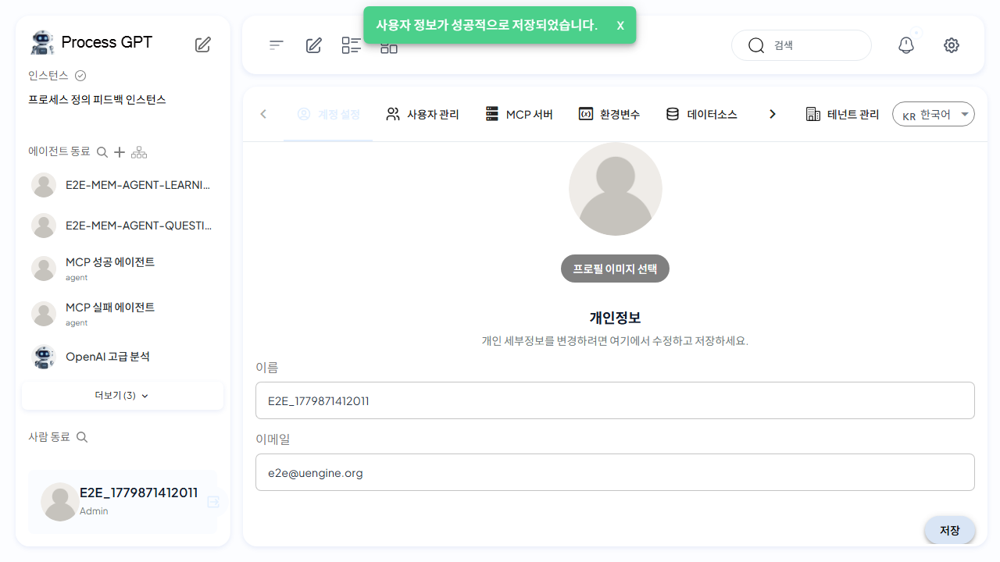 사용자 정보가 성공적으로 저장되었습니다. X
Process GPT
검색
인스턴스
프로세스 정의 피드백 인스턴스
계정 설정
사용자 관리
MCP 서버
환경변수
데이터소스
테넌트 관리
KR 한국어
에이전트 동료
E2E-MEM-AGENT-LEARNI...
E2E-MEM-AGENT-QUESTI...
MCP 성공 에이전트
agent
MCP 실패 에이전트
agent
OpenAI 고급 분석
더보기 (3)
사람 동료
E2E_1779871412011
Admin
프로필 이미지 선택
개인정보
개인 세부정보를 변경하려면 여기에서 수정하고 저장하세요.
이름
E2E_1779871412011
이메일
e2e@uengine.org
저장